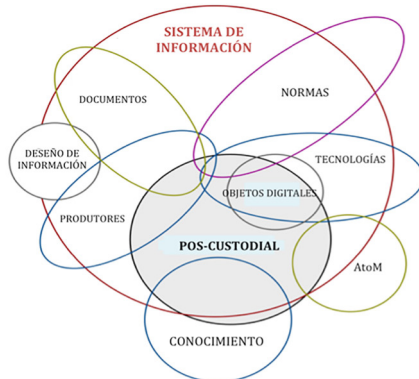 SISTEMA DE
INFORMACIÓN
DOCUMENTOS
NORMAS
DESEÑO DE
INFORMACIÓN
TECNOLOGÍAS
OBJETOS DIGITALES
PRODUTORES
POS-CUSTODIAL
AtoM
CONOCIMIENTO